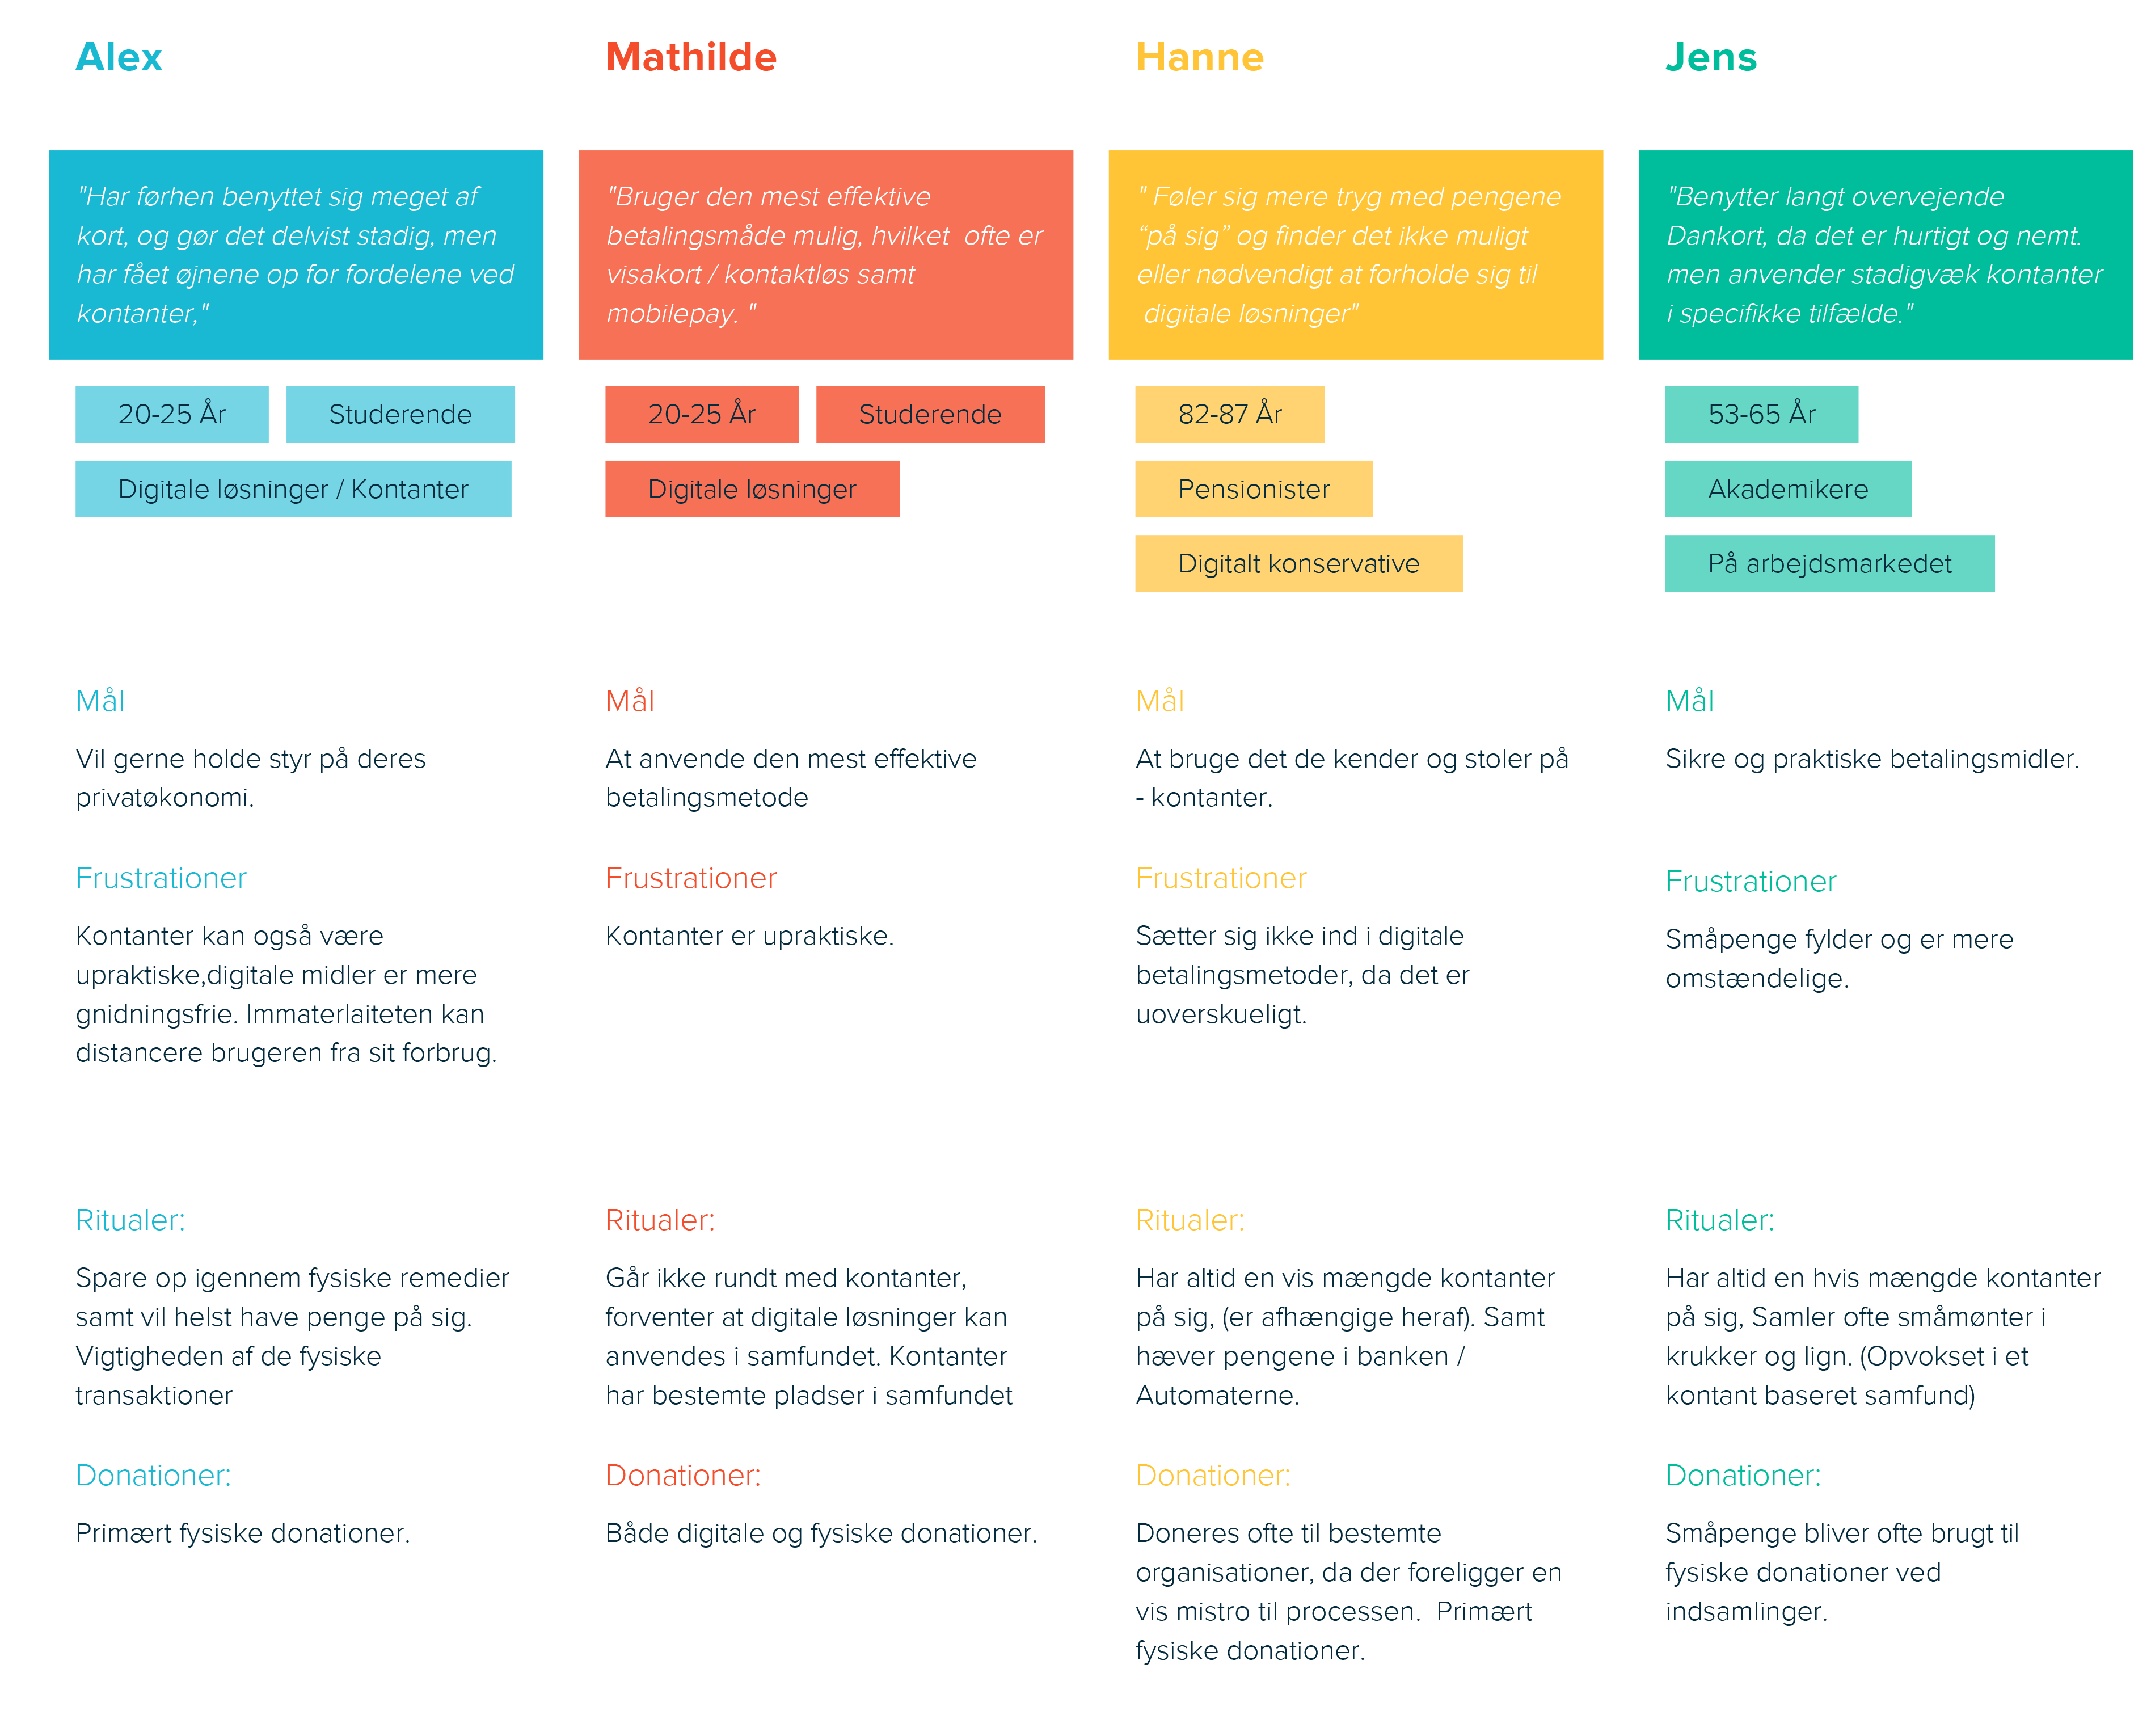 Alex
"Har førhen benyttet sig meget af
kort, og gør det delvist stadig, men
har fået øjnene op for fordelene ved
kontanter,"
20-25 År
Studerende
Digitale løsninger / Kontanter
Mål
Vil gerne holde styr på deres
privatøkonomi.
Frustrationer
Kontanter kan også være
upraktiske,digitale midler er mere
gnidningsfrie. Immaterlaiteten kan
distancere brugeren fra sit forbrug.
Ritualer:
Spare op igennem fysiske remedier
samt vil helst have penge på sig.
Vigtigheden af de fysiske
transaktioner
Donationer:
Primært fysiske donationer.
Mathilde
"Bruger den mest effektive
betalingsmåde mulig, hvilket  ofte er
visakort / kontaktløs samt
mobilepay. "
20-25 År
Studerende
Digitale løsninger
Mål
At anvende den mest effektive
betalingsmetode
Frustrationer
Kontanter er upraktiske.
Ritualer:
Går ikke rundt med kontanter,
forventer at digitale løsninger kan
anvendes i samfundet. Kontanter
har bestemte pladser i samfundet
Donationer:
Både digitale og fysiske donationer.
Hanne
" Føler sig mere tryg med pengene
“på sig” og finder det ikke muligt
eller nødvendigt at forholde sig til
digitale løsninger"
82-87 År
Pensionister
Digitalt konservative
Mål
At bruge det de kender og stoler på
- kontanter.
Frustrationer
Sætter sig ikke ind i digitale
betalingsmetoder, da det er
uoverskueligt.
Ritualer:
Har altid en vis mængde kontanter
på sig, (er afhængige heraf). Samt
hæver pengene i banken /
Automaterne.
Donationer:
Doneres ofte til bestemte
organisationer, da der foreligger en
vis mistro til processen.  Primært
fysiske donationer.
Jens
"Benytter langt overvejende
Dankort, da det er hurtigt og nemt.
men anvender stadigvæk kontanter
i specifikke tilfælde."
53-65 År
Akademikere
På arbejdsmarkedet
Mål
Sikre og praktiske betalingsmidler.
Frustrationer
Småpenge fylder og er mere
omstændelige.
Ritualer:
Har altid en hvis mængde kontanter
på sig, Samler ofte småmønter i
krukker og lign. (Opvokset i et
kontant baseret samfund)
Donationer:
Småpenge bliver ofte brugt til
fysiske donationer ved
indsamlinger.